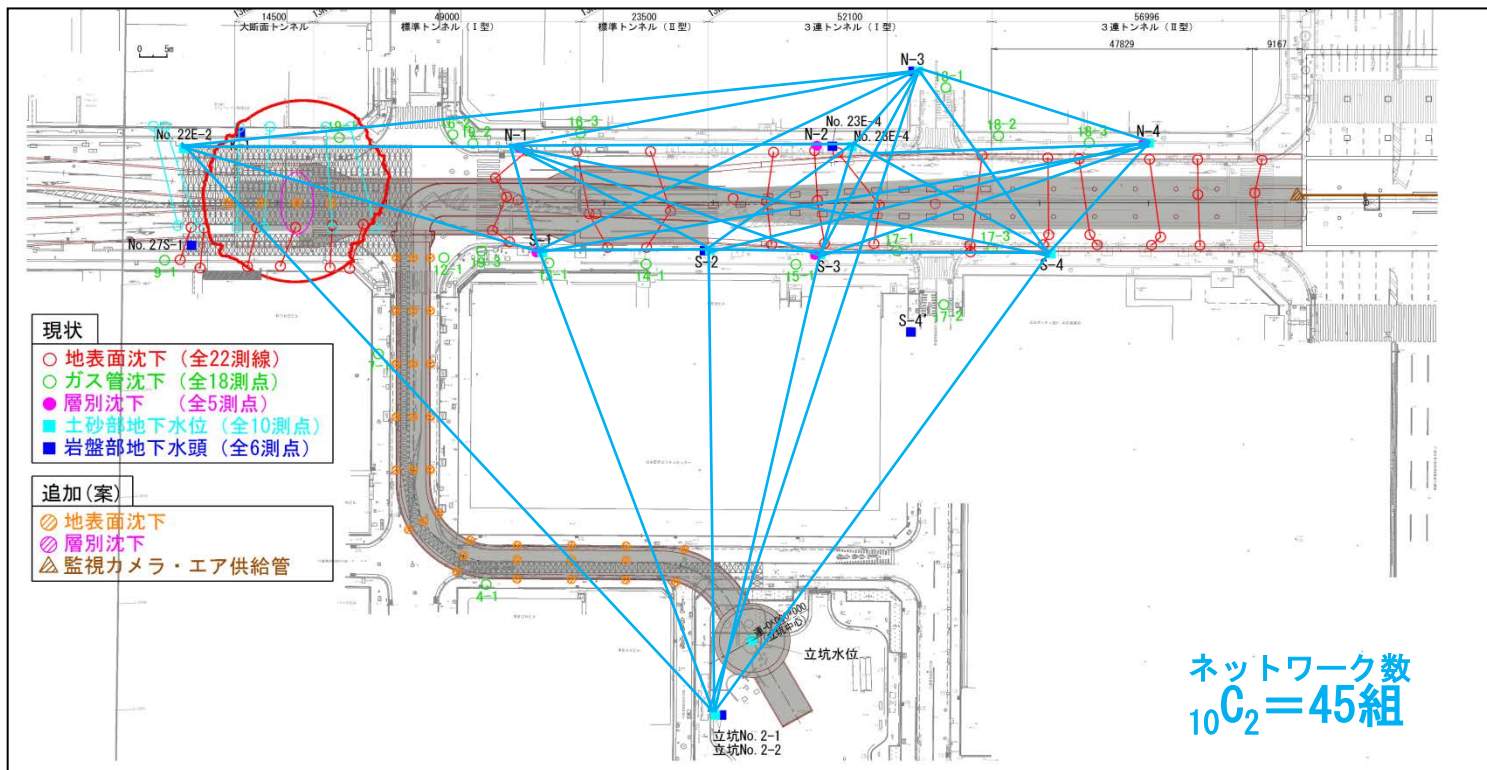 14500
49000
23500
52100
56996
大断面トンネル
標準トンネル(Ⅰ型)
標準トンネル(Ⅱ型)
3連トンネル(Ⅰ型)
3連トンネル(Ⅱ型)
0 5m
47829
9167
N-3
18-1
No. 22E-2
19-1
19-2
N-1
16-3
N-2
No. 23E-4
No. 23E-4
18-2
18-3
N-4
No. 27S-1
9-1
12-1
19-3
S-1
14-1
S-2
15-1
S-3
17-1
17-3
S-4
S-4'
17-2
7-1
現状
地表面沈下(全22測線)
ガス管沈下(全18測点)
層別沈下 (全5測点)
土砂部地下水位(全10測点)
岩盤部地下水頭(全6測点)
追加(案)
地表面沈下
層別沈下
監視カメラ・エア供給管
4-1
立坑中心
立坑水位
立坑No. 2-1
立坑No. 2-2
ネットワーク数
₁₀C₂=45組